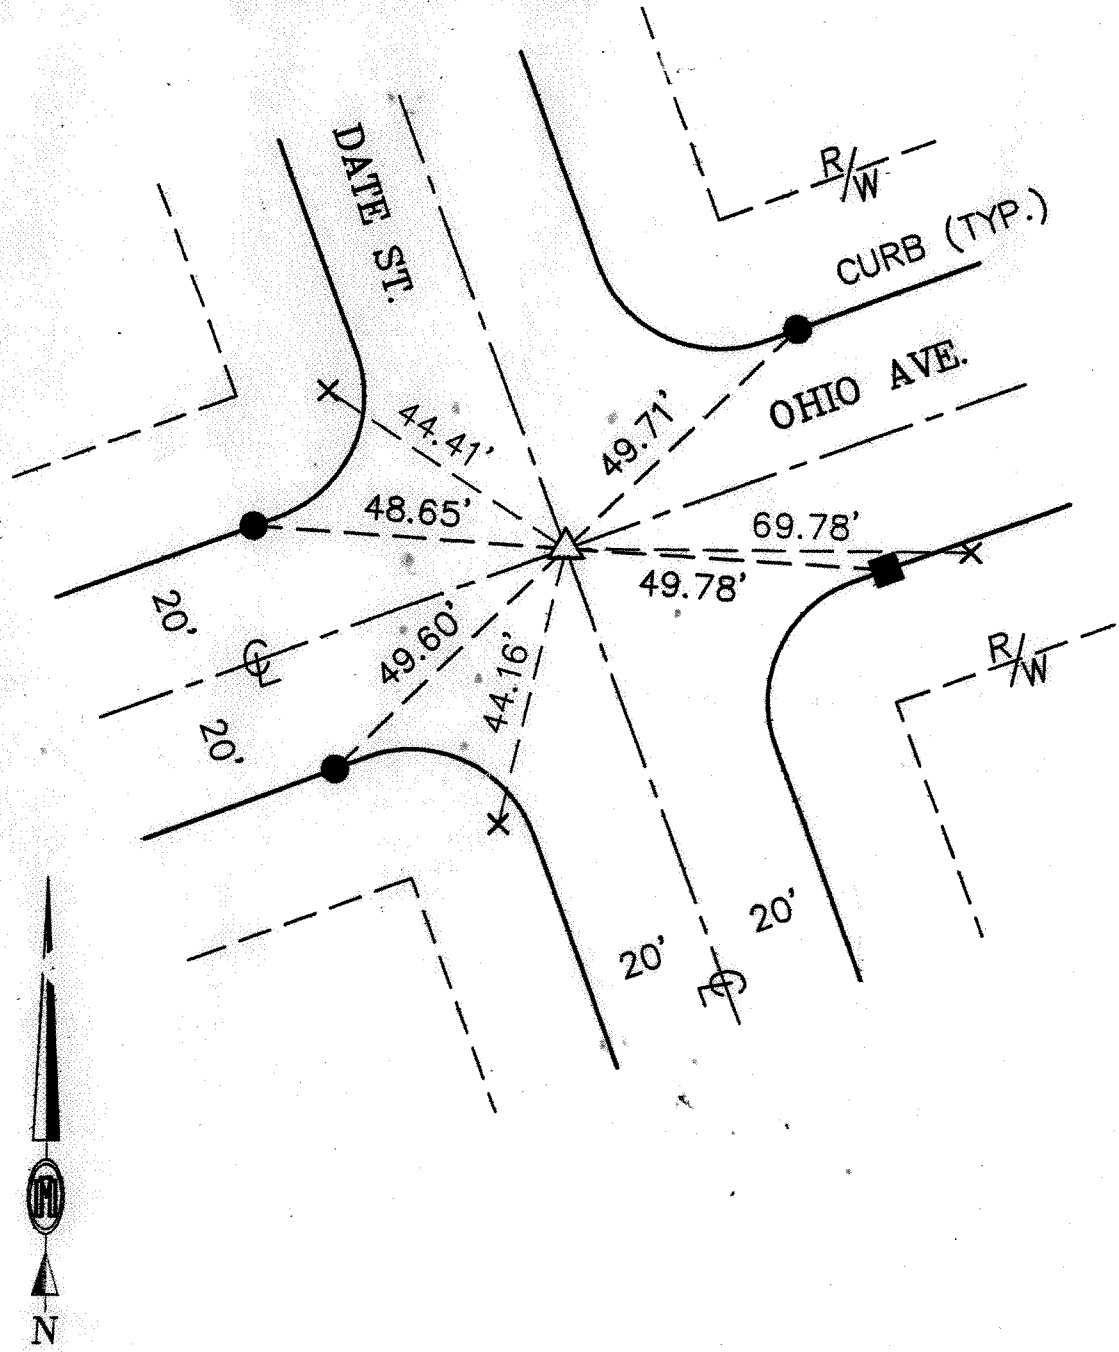 DATE ST.
R/W
CURB (TYP.)
OHIO AVE.
44.41'
49.71'
48.65'
69.78'
49.78'
20'
℄
49.60'
44.16'
R/W
20'
20'
20'
℄
M
N